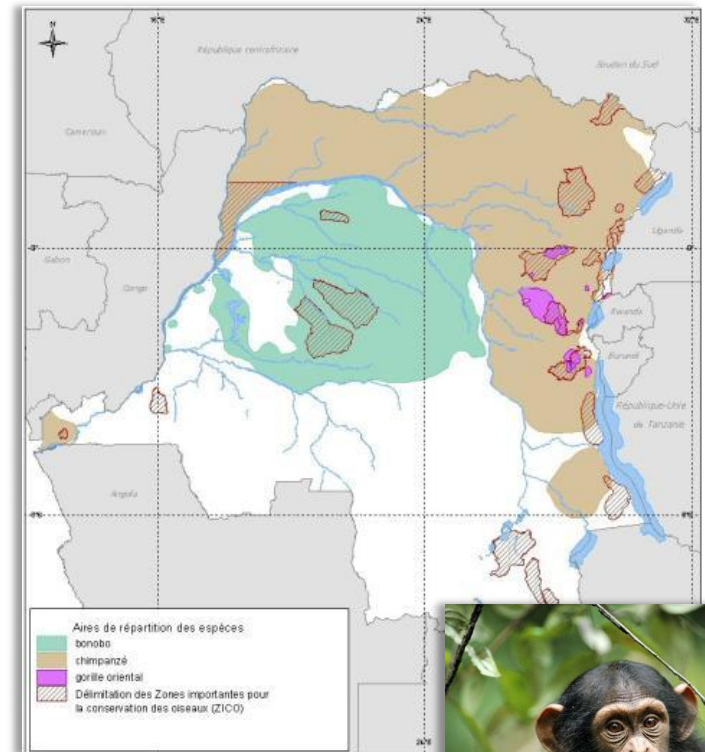 N
République centrafricaine
Soudan du Sud
Cameroun
Uganda
Gabon
Congo
Rwanda
Burundi
République-Unie
de Tanzanie
Angola
Aires de répartition des espèces
bonobo
chimpanzé
gorille oriental
Délimitation des Zones importantes pour
la conservation des oiseaux (ZICO)